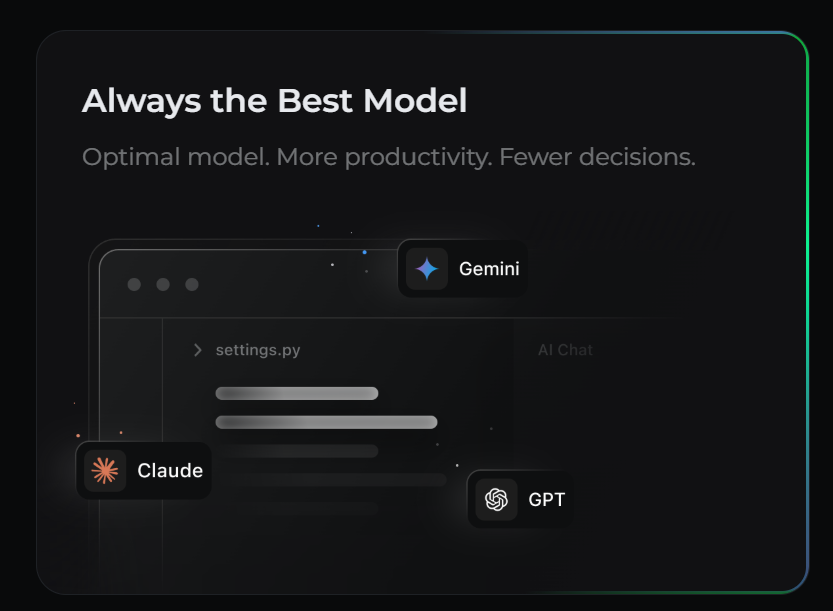 Always the Best Model
Optimal model. More productivity. Fewer decisions.
Gemini
settings.py
AI Chat
Claude
GPT